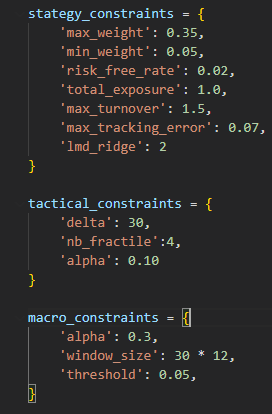 stategy_constraints = {
    'max_weight': 0.35,
    'min_weight': 0.05,
    'risk_free_rate': 0.02,
    'total_exposure': 1.0,
    'max_turnover': 1.5,
    'max_tracking_error': 0.07,
    'lmd_ridge': 2
}
tactical_constraints = {
    'delta': 30,
    'nb_fractile':4,
    'alpha': 0.10
}
macro_constraints = {
    'alpha': 0.3,
    'window_size': 30 * 12,
    'threshold': 0.05,
}